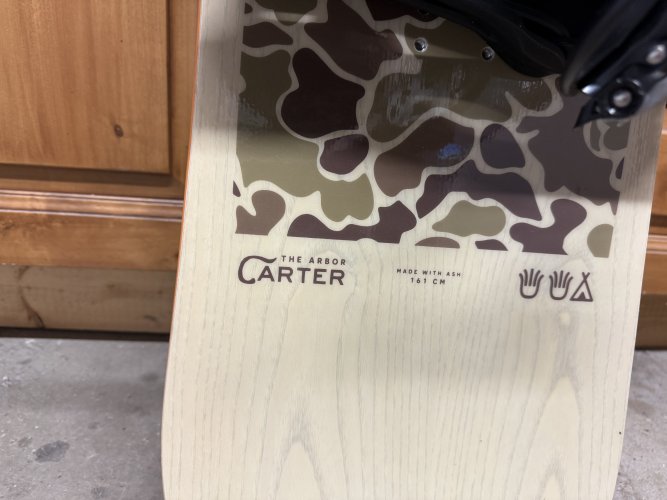 THE ARBOR
CARTER
MADE WITH ASH
161 CM